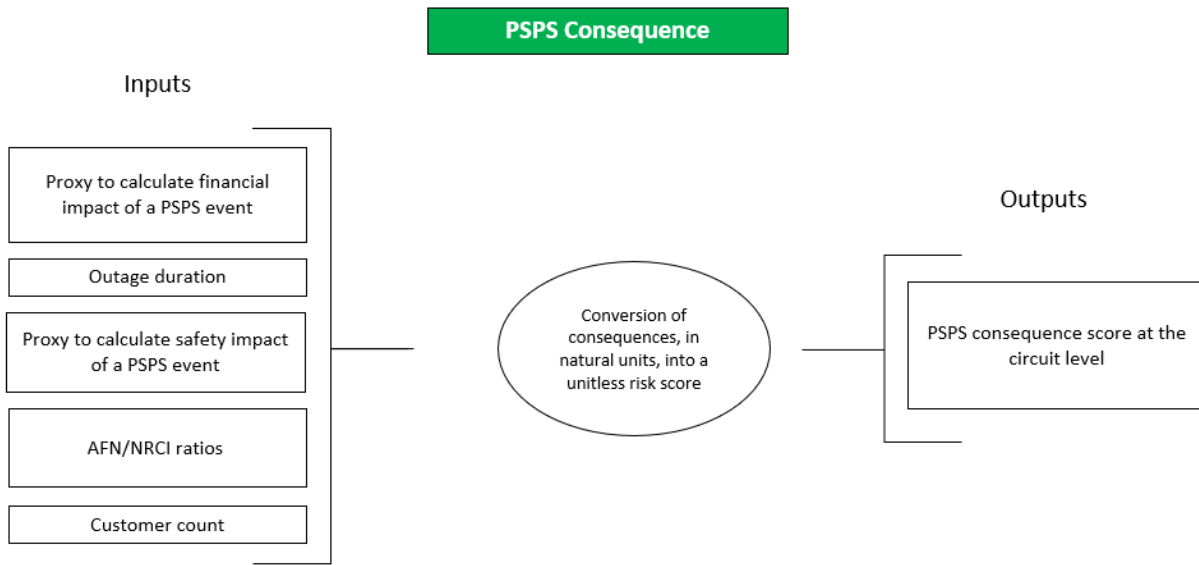 PSPS Consequence
Inputs
Proxy to calculate financial
impact of a PSPS event
Outage duration
Proxy to calculate safety impact
of a PSPS event
AFN/NRCI ratios
Customer count
Conversion of
consequences, in
natural units, into a
unitless risk score
Outputs
PSPS consequence score at the
circuit level